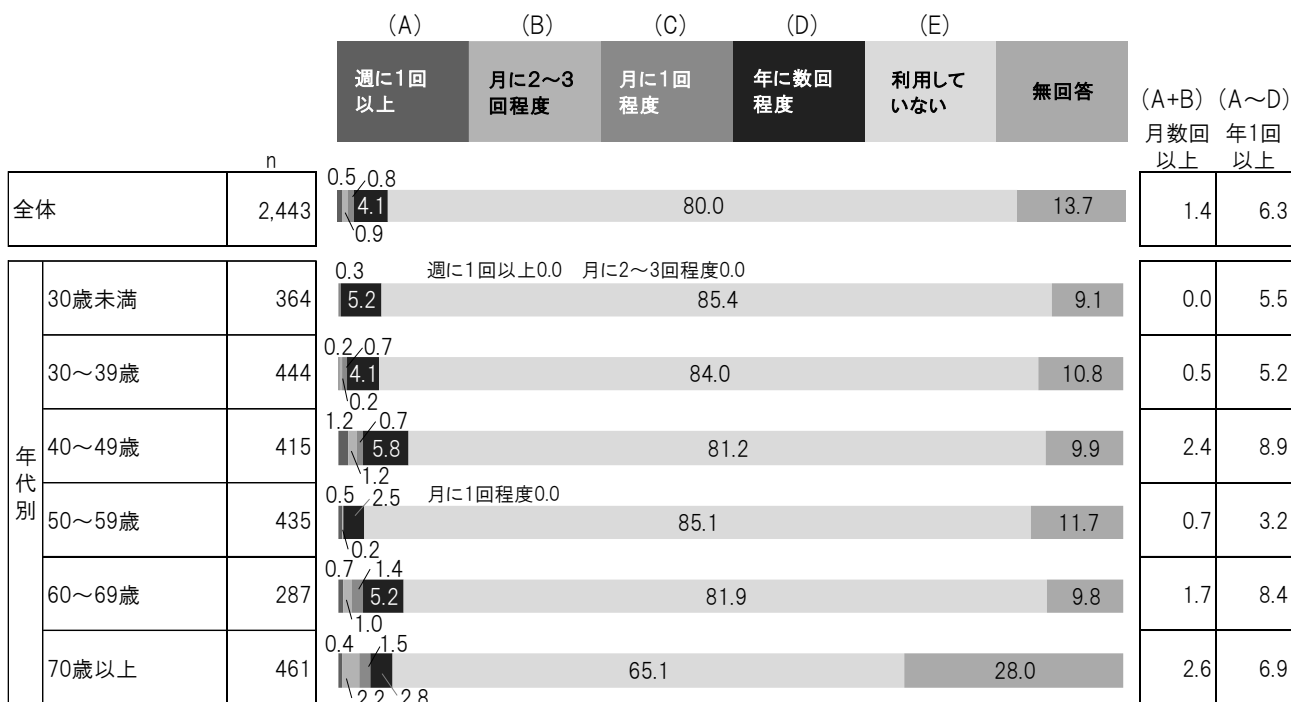 （A） （B） （C） （D） （E）
週に1回以上 月に2～3回程度 月に1回程度 年に数回程度 利用していない 無回答 （A+B）月数回以上 （A～D）年1回以上
n
全体 2,443 0.5 0.9 0.8 4.1 80.0 13.7 1.4 6.3
年代別
週に1回以上0.0 月に2～3回程度0.0
30歳未満 364 0.3 5.2 85.4 9.1 0.0 5.5
30～39歳 444 0.2 0.2 0.7 4.1 84.0 10.8 0.5 5.2
40～49歳 415 1.2 1.2 0.7 5.8 81.2 9.9 2.4 8.9
月に1回程度0.0
50～59歳 435 0.5 0.2 2.5 85.1 11.7 0.7 3.2
60～69歳 287 0.7 1.0 1.4 5.2 81.9 9.8 1.7 8.4
70歳以上 461 0.4 2.2 1.5 2.8 65.1 28.0 2.6 6.9